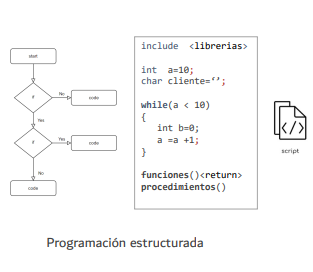 start
if
No
code
Yes
if
Yes
code
No
code
include <librerias>
int a=10;
char cliente=‘’;
while(a < 10)
{
int b=0;
a =a +1;
}
funciones()<return>
procedimientos()
</>
script
Programación estructurada